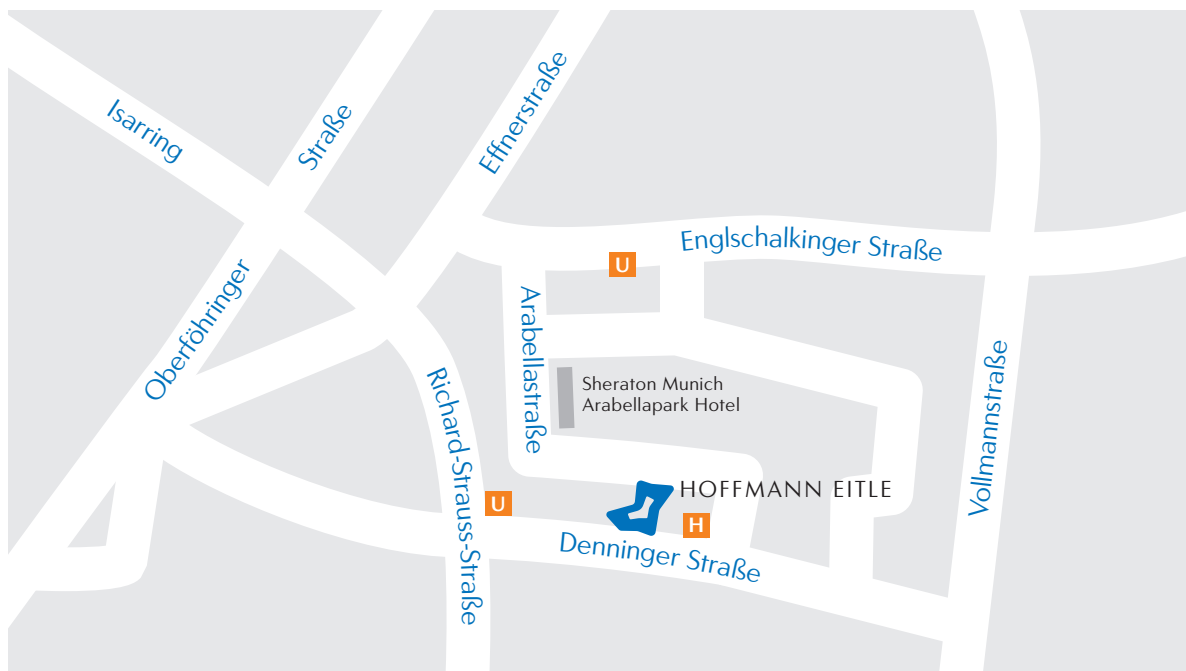 Isarring
Oberföhringer Straße
Effnerstraße
Englschalkinger Straße
U
Arabellastraße
Sheraton Munich
Arabellapark Hotel
Richard-Strauss-Straße
Vollmannstraße
HOFFMANN EITLE
U
H
Denninger Straße